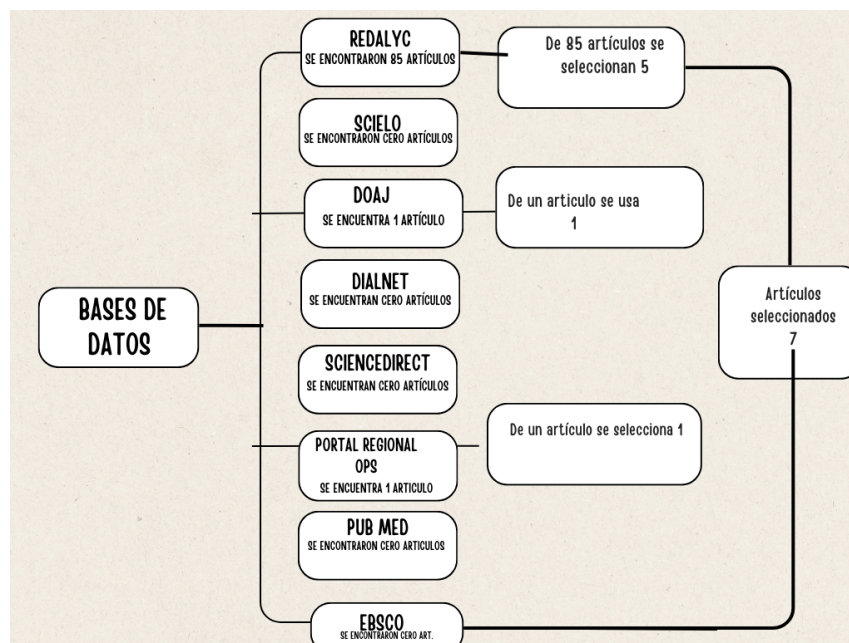 BASES DE
DATOS
REDALYC
SE ENCONTRARON 85 ARTÍCULOS
De 85 artículos se
seleccionan 5
SCIELO
SE ENCONTRARON CERO ARTÍCULOS
DOAJ
SE ENCUENTRA 1 ARTÍCULO
De un articulo se usa
1
DIALNET
SE ENCUENTRAN CERO ARTÍCULOS
SCIENCEDIRECT
SE ENCUENTRAN CERO ARTÍCULOS
PORTAL REGIONAL
OPS
SE ENCUENTRA 1 ARTICULO
De un artículo se selecciona 1
PUB MED
SE ENCONTRARON CERO ARTICULOS
EBSCO
SE ENCONTRARON CERO ART.
Artículos
seleccionados
7